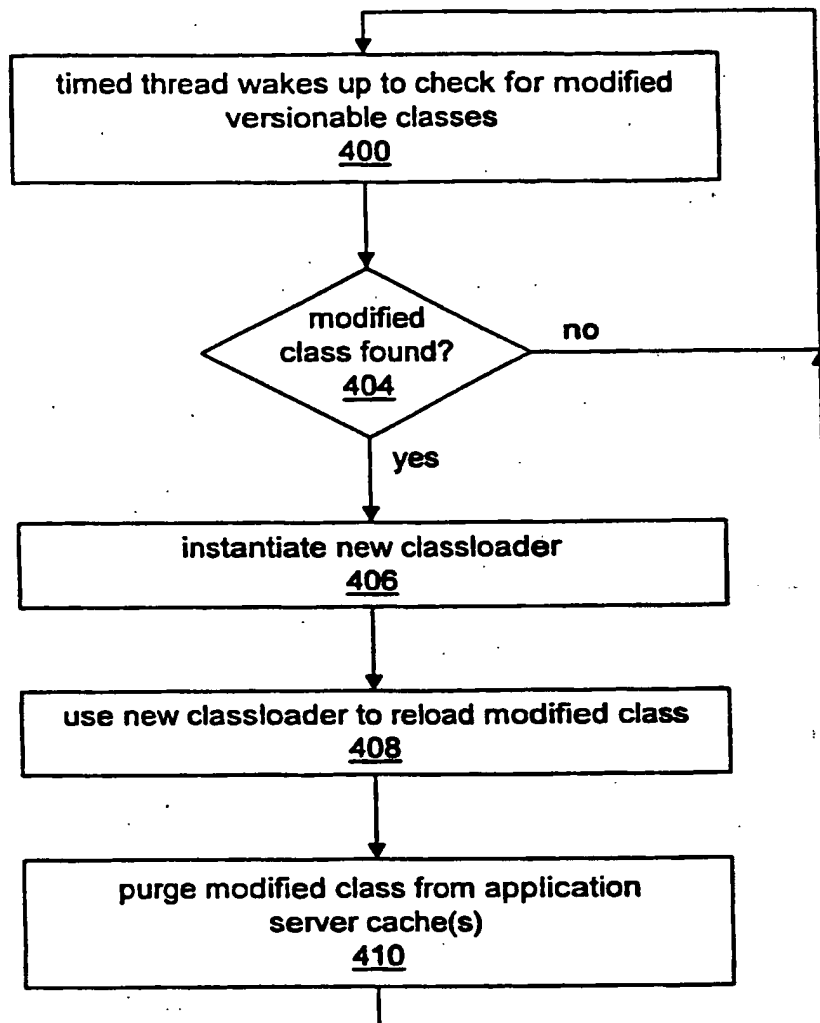 timed thread wakes up to check for modified
versionable classes
400
modified
class found?
404
no
yes
instantiate new classloader
406
use new classloader to reload modified class
408
purge modified class from application
server cache(s)
410